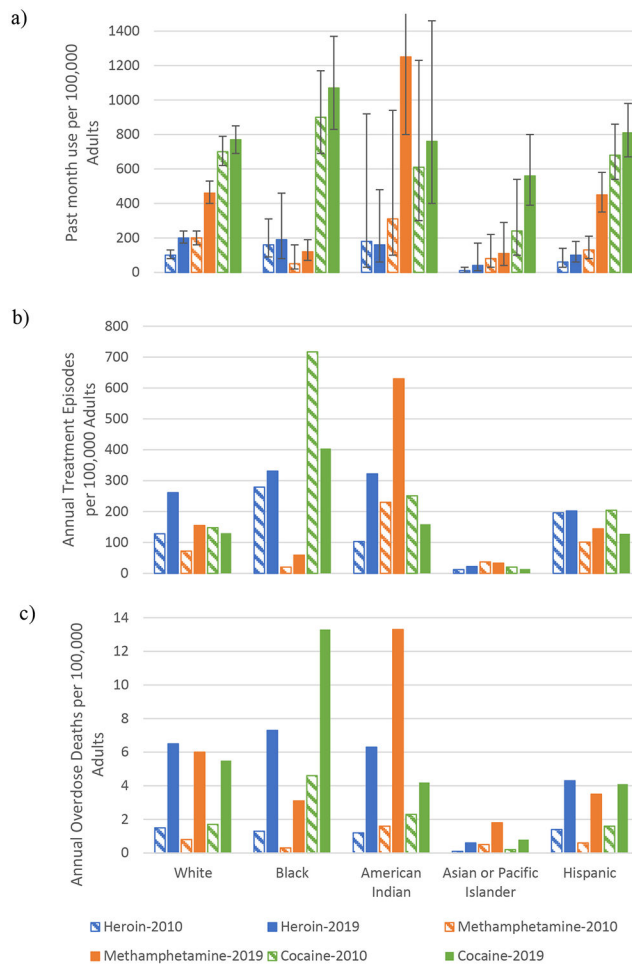 a)
Past month use per 100,000
Adults
1400
1200
1000
800
600
400
200
0
b)
Annual Treatment Episodes
per 100,000 Adults
800
700
600
500
400
300
200
100
0
c)
Annual Overdose Deaths per 100,000
Adults
14
12
10
8
6
4
2
0
White Black American Asian or Pacific Hispanic
Indian Islander
Heroin-2010 Heroin-2019 Methamphetamine-2010
Methamphetamine-2019 Cocaine-2010 Cocaine-2019